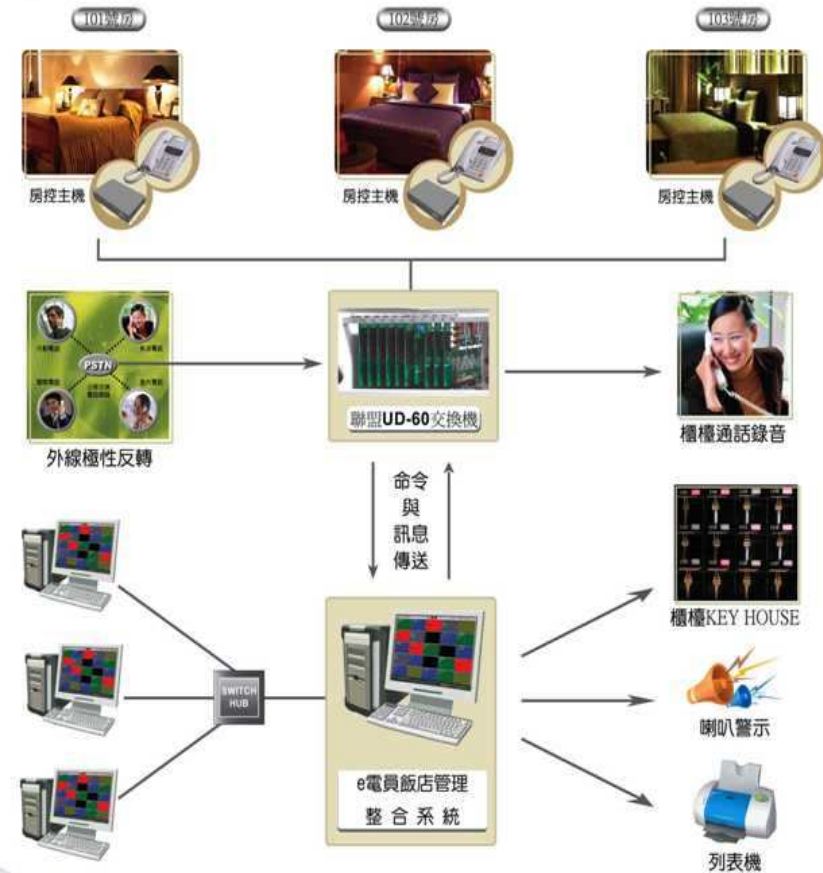 101號房
102號房
103號房
房控主機
房控主機
房控主機
PSTN
外線極性反轉
聯盟UD-60交換機
櫃檯通話錄音
命令
與
訊息
傳送
櫃檯KEY HOUSE
SWITCH
HUB
喇叭警示
e電員飯店管理
整合系統
列表機